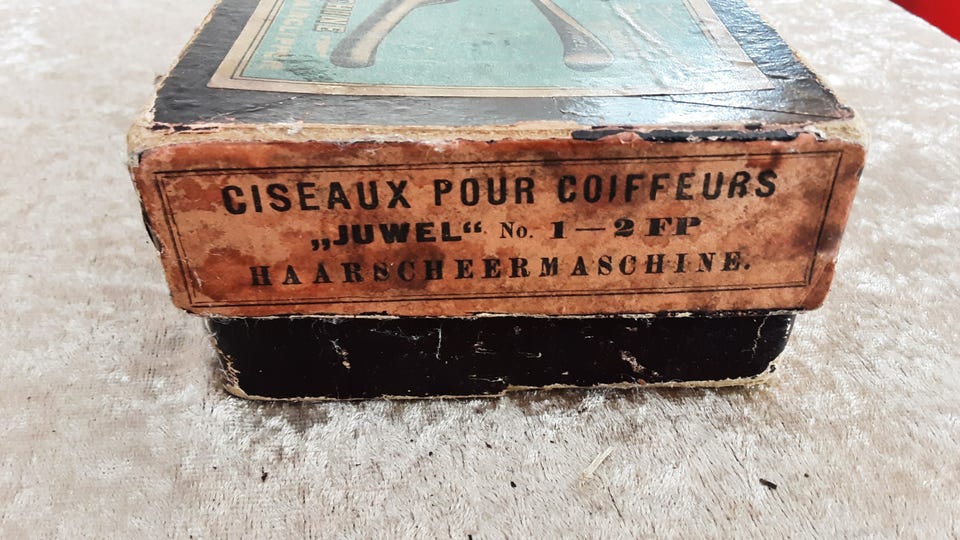 CISEAUX POUR COIFFEURS
„JUWEL“ No. 1—2 FP
HAARSCHEERMASCHINE.